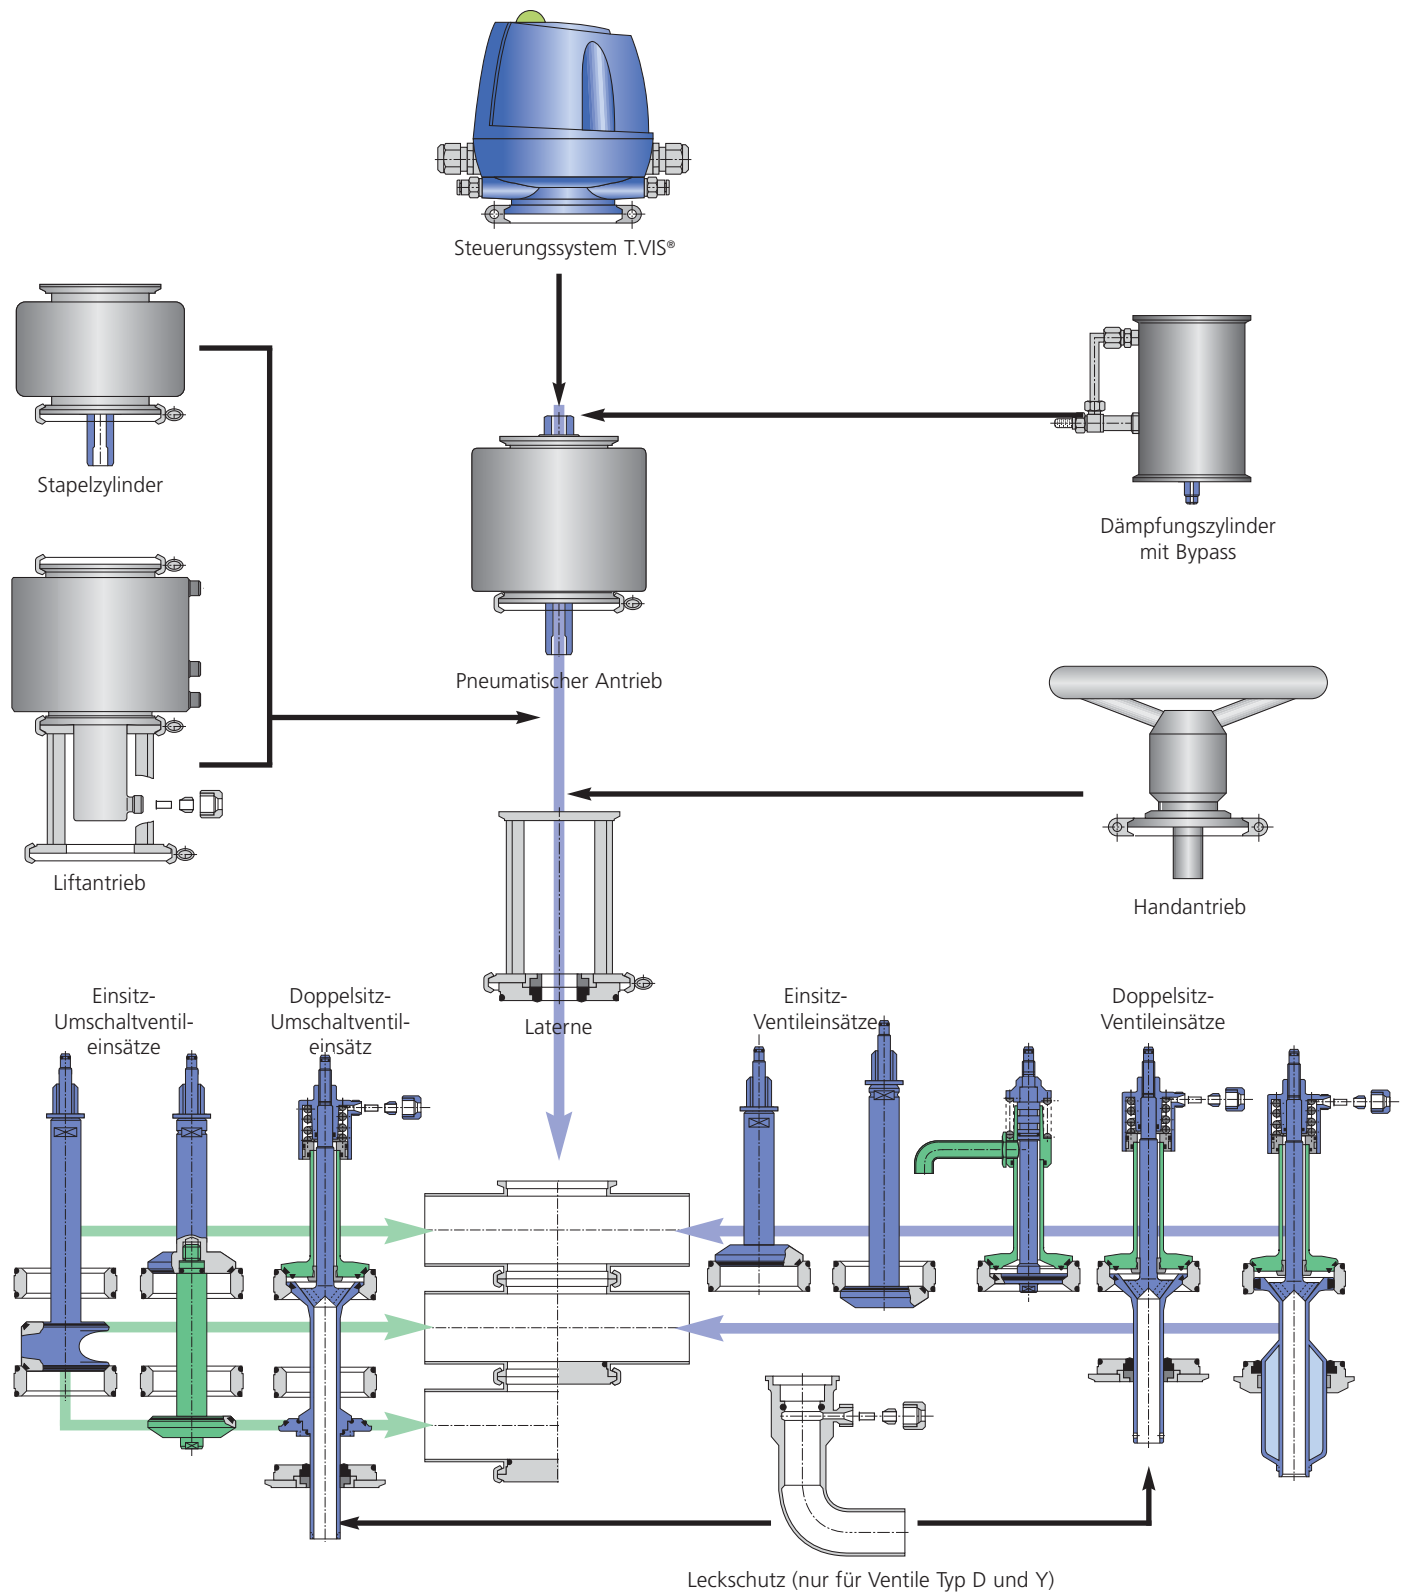 Steuerungssystem T.VIS®
Stapelzylinder
Dämpfungszylinder
mit Bypass
Pneumatischer Antrieb
Liftantrieb
Handantrieb
Einsitz-
Umschaltventil-
einsätze
Doppelsitz-
Umschaltventil-
einsätz
Laterne
Einsitz-
Ventileinsätze
Doppelsitz-
Ventileinsätze
Leckschutz (nur für Ventile Typ D und Y)